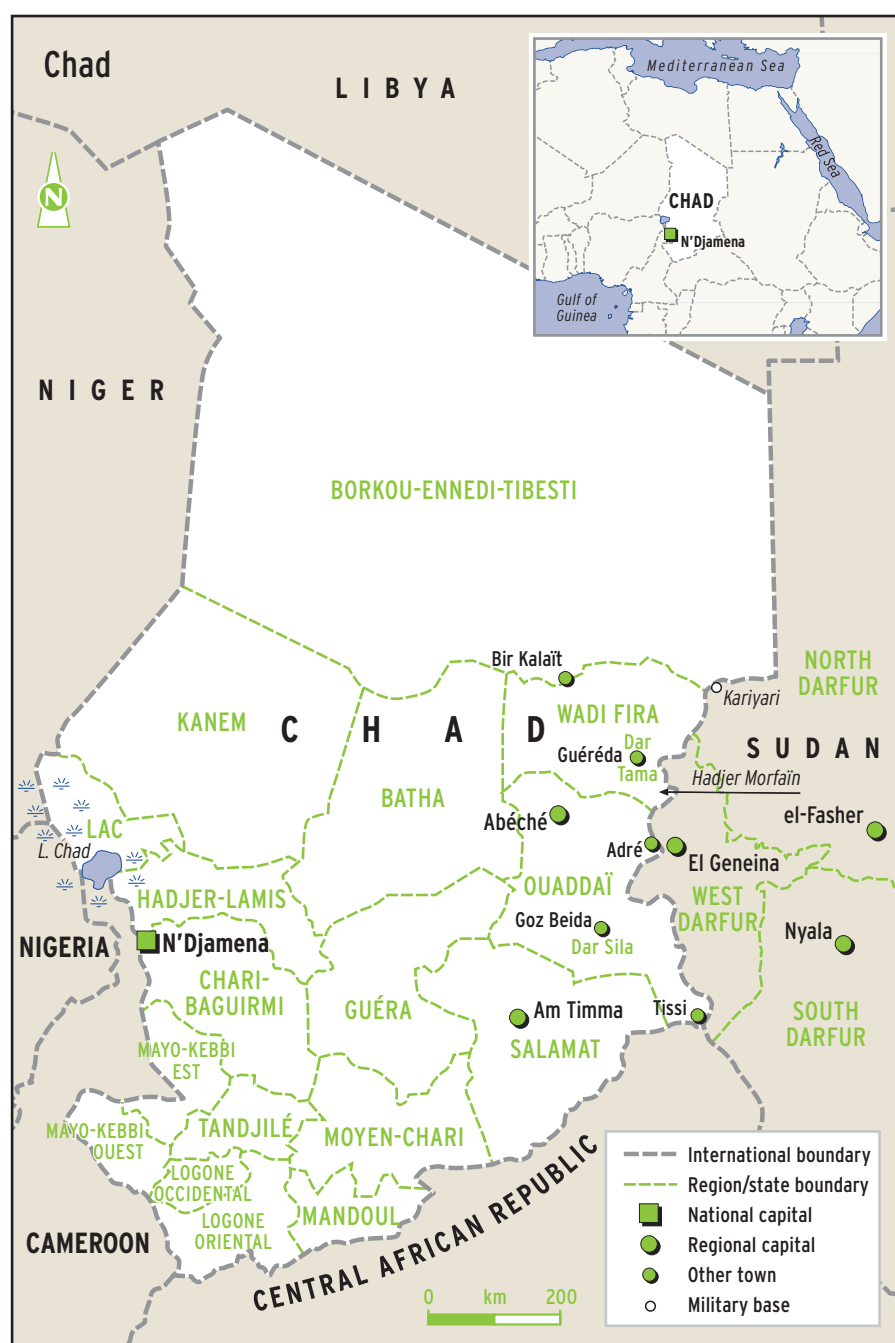 Chad
LIBYA
Mediterranean Sea
Red Sea
CHAD
N'Djamena
Gulf of
Guinea
N
NIGER
BORKOU-ENNEDI-TIBESTI
Bir Kalaït
NORTH
DARFUR
Kariyari
KANEM
WADI FIRA
CHAD
SUDAN
Guéréda
Dar
Tama
Hadjer Morfaïn
BATHA
Abéché
el-Fasher
LAC
L. Chad
Adré
El Geneina
HADJER-LAMIS
OUADDAÏ
WEST
DARFUR
NIGERIA
N'Djamena
Goz Beida
Dar Sila
Nyala
CHARI-
BAGUIRMI
GUÉRA
Am Timma
Tissi
SOUTH
DARFUR
SALAMAT
MAYO-KEBBI
EST
MAYO-KEBBI
OUEST
TANDJILÉ
MOYEN-CHARI
LOGONE
OCCIDENTAL
LOGONE
ORIENTAL
MANDOUL
CAMEROON
CENTRAL AFRICAN REPUBLIC
0 km 200
International boundary
Region/state boundary
National capital
Regional capital
Other town
Military base